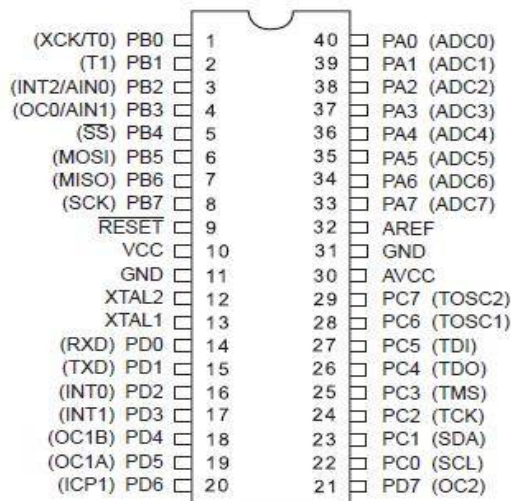 (XCK/T0) PB0 1 40 PA0 (ADC0)
(T1) PB1 2 39 PA1 (ADC1)
(INT2/AIN0) PB2 3 38 PA2 (ADC2)
(OC0/AIN1) PB3 4 37 PA3 (ADC3)
(SS) PB4 5 36 PA4 (ADC4)
(MOSI) PB5 6 35 PA5 (ADC5)
(MISO) PB6 7 34 PA6 (ADC6)
(SCK) PB7 8 33 PA7 (ADC7)
RESET 9 32 AREF
VCC 10 31 GND
GND 11 30 AVCC
XTAL2 12 29 PC7 (TOSC2)
XTAL1 13 28 PC6 (TOSC1)
(RXD) PD0 14 27 PC5 (TDI)
(TXD) PD1 15 26 PC4 (TDO)
(INT0) PD2 16 25 PC3 (TMS)
(INT1) PD3 17 24 PC2 (TCK)
(OC1B) PD4 18 23 PC1 (SDA)
(OC1A) PD5 19 22 PC0 (SCL)
(ICP1) PD6 20 21 PD7 (OC2)